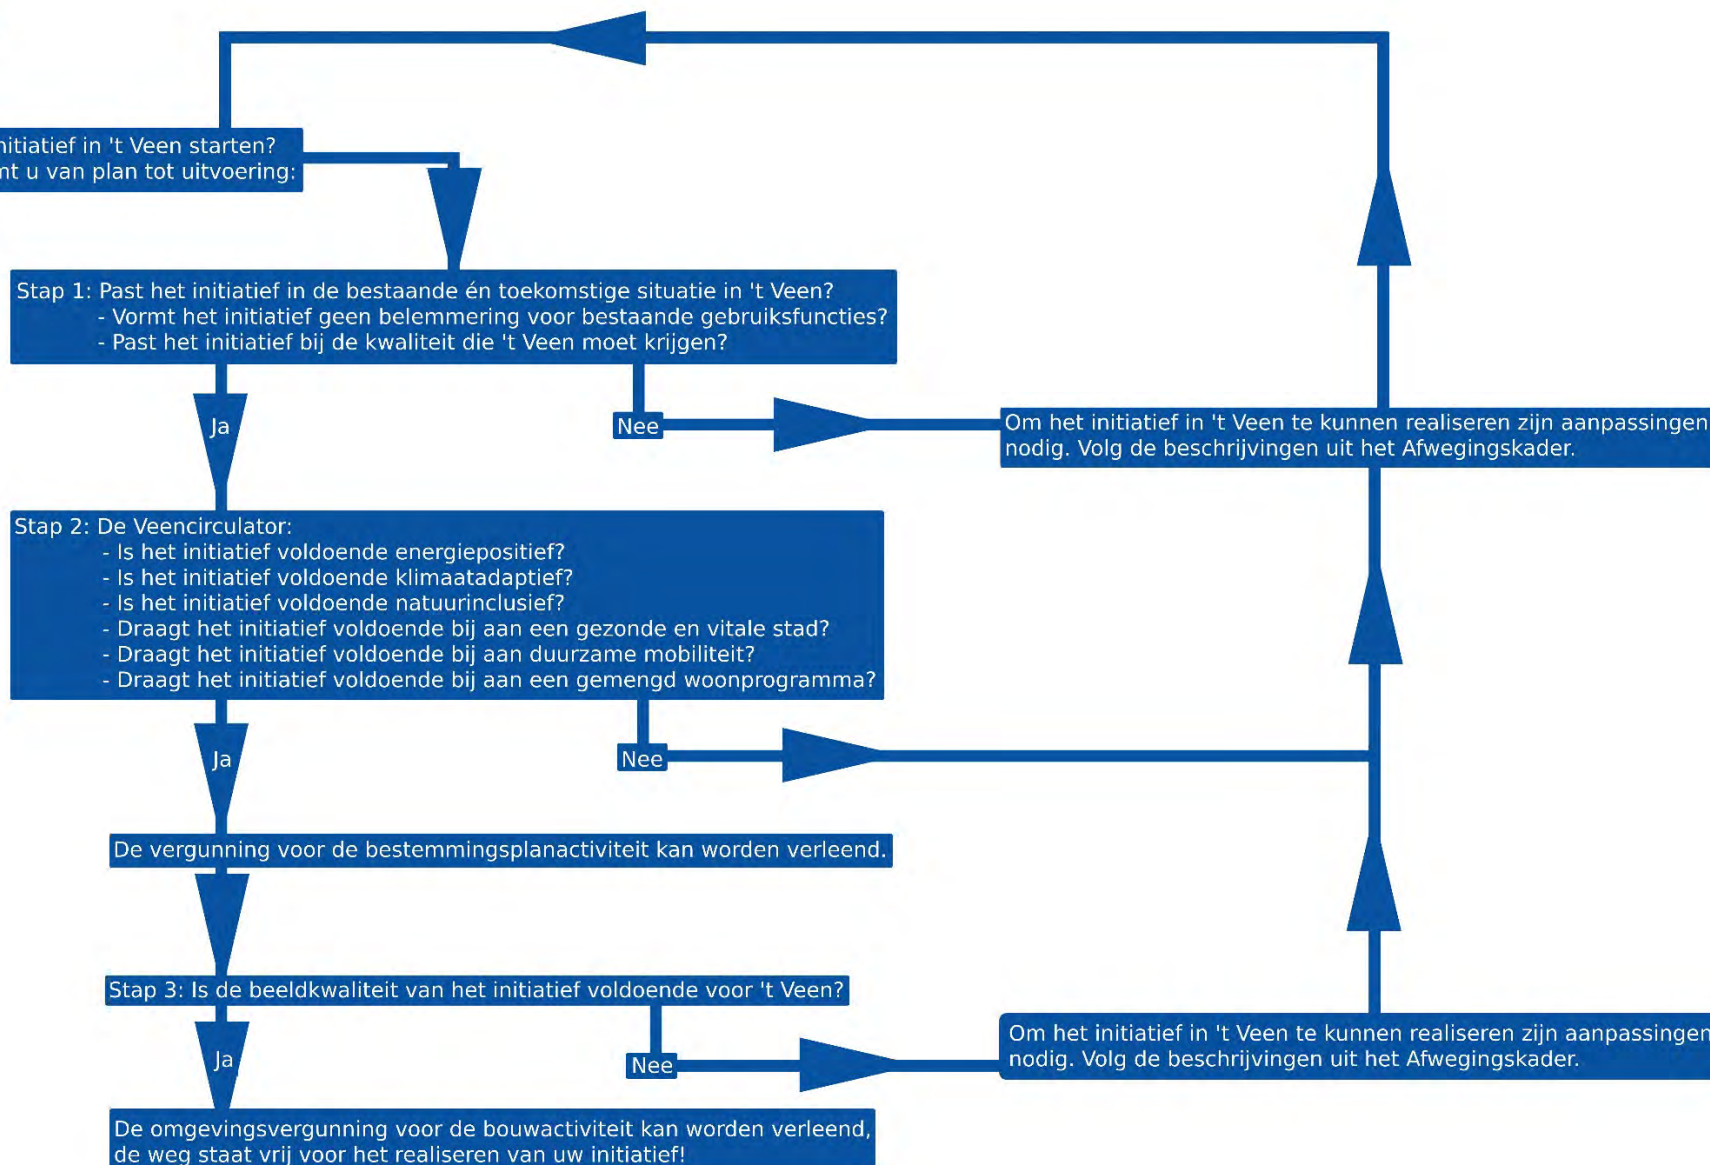 nitiatief in 't Veen starten?
mt u van plan tot uitvoering:
Stap 1: Past het initiatief in de bestaande én toekomstige situatie in 't Veen?
- Vormt het initiatief geen belemmering voor bestaande gebruiksfuncties?
- Past het initiatief bij de kwaliteit die 't Veen moet krijgen?
Ja
Nee
Om het initiatief in 't Veen te kunnen realiseren zijn aanpassingen
nodig. Volg de beschrijvingen uit het Afwegingskader.
Stap 2: De Veencirculator:
- Is het initiatief voldoende energiepositief?
- Is het initiatief voldoende klimaatadaptief?
- Is het initiatief voldoende natuurinclusief?
- Draagt het initiatief voldoende bij aan een gezonde en vitale stad?
- Draagt het initiatief voldoende bij aan duurzame mobiliteit?
- Draagt het initiatief voldoende bij aan een gemengd woonprogramma?
Ja
Nee
De vergunning voor de bestemmingsplanactiviteit kan worden verleend.
Stap 3: Is de beeldkwaliteit van het initiatief voldoende voor 't Veen?
Ja
Nee
Om het initiatief in 't Veen te kunnen realiseren zijn aanpassingen
nodig. Volg de beschrijvingen uit het Afwegingskader.
De omgevingsvergunning voor de bouwactiviteit kan worden verleend,
de weg staat vrij voor het realiseren van uw initiatief!